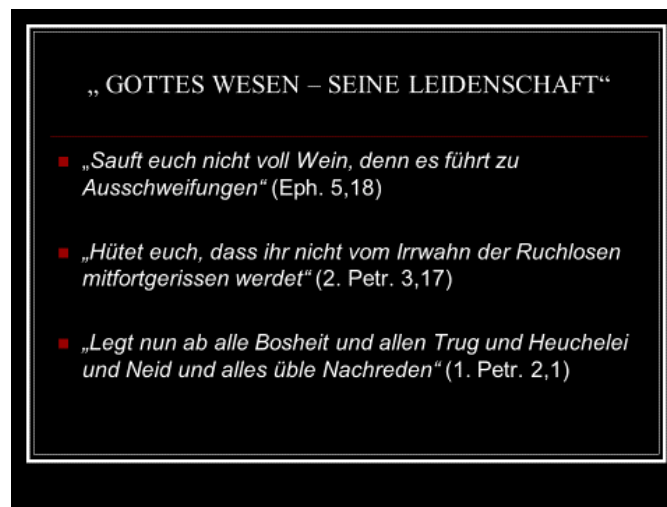 „ GOTTES WESEN – SEINE LEIDENSCHAFT“
„Sauft euch nicht voll Wein, denn es führt zu
Ausschweifungen“ (Eph. 5,18)
„Hütet euch, dass ihr nicht vom Irrwahn der Ruchlosen
mitfortgerissen werdet“ (2. Petr. 3,17)
„Legt nun ab alle Bosheit und allen Trug und Heuchelei
und Neid und alles üble Nachreden“ (1. Petr. 2,1)